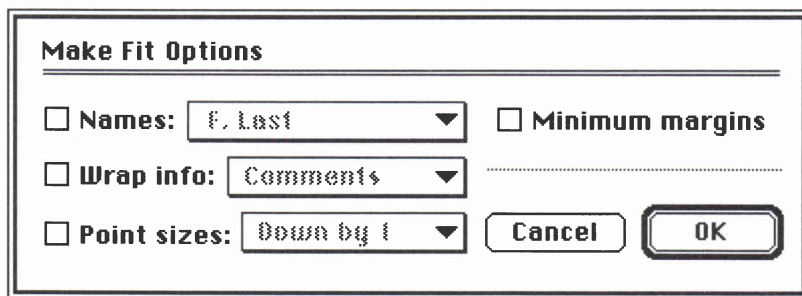 Make Fit Options
Names: F. Last Minimum margins
Wrap info: Comments
Point sizes: Down by 1 Cancel OK